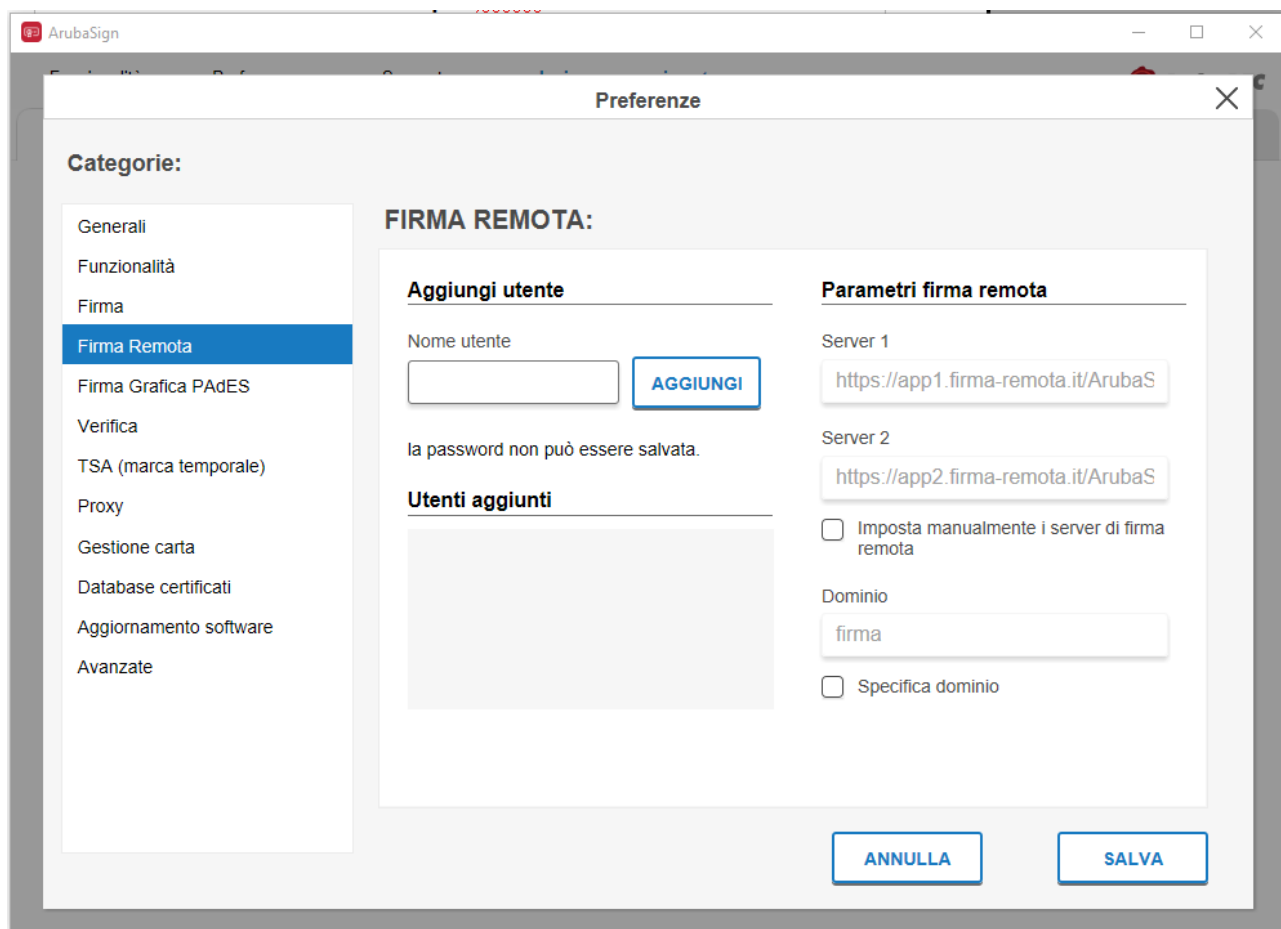 ArubaSign
Preferenze
Categorie:
Generali
Funzionalità
Firma
Firma Remota
Firma Grafica PAdES
Verifica
TSA (marca temporale)
Proxy
Gestione carta
Database certificati
Aggiornamento software
Avanzate
FIRMA REMOTA:
Aggiungi utente
Nome utente
AGGIUNGI
la password non può essere salvata.
Utenti aggiunti
Parametri firma remota
Server 1
https://app1.firma-remota.it/ArubaS
Server 2
https://app2.firma-remota.it/ArubaS
Imposta manualmente i server di firma
remota
Dominio
firma
Specifica dominio
ANNULLA
SALVA